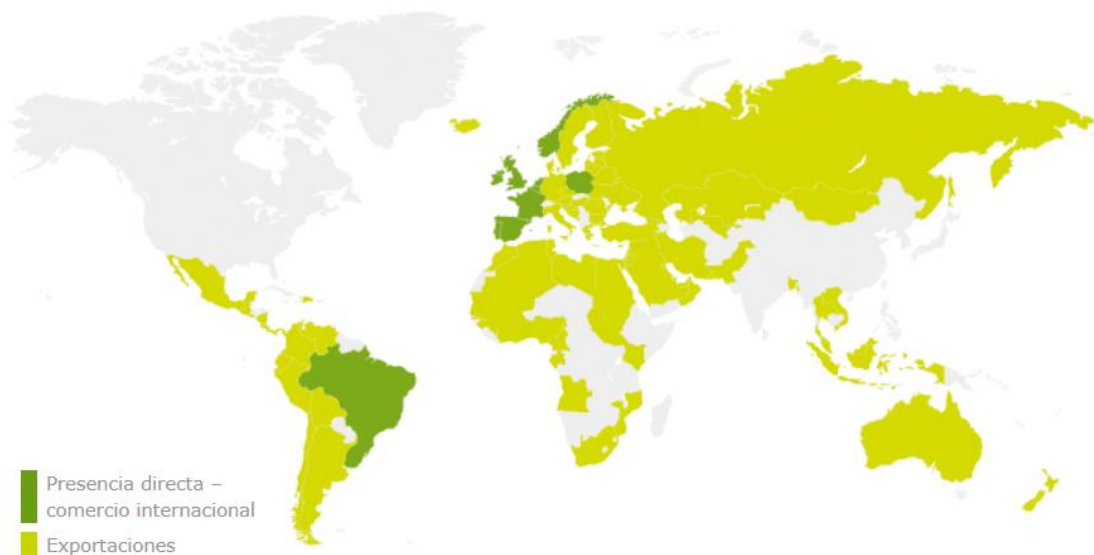 Presencia directa –
comercio internacional
Exportaciones